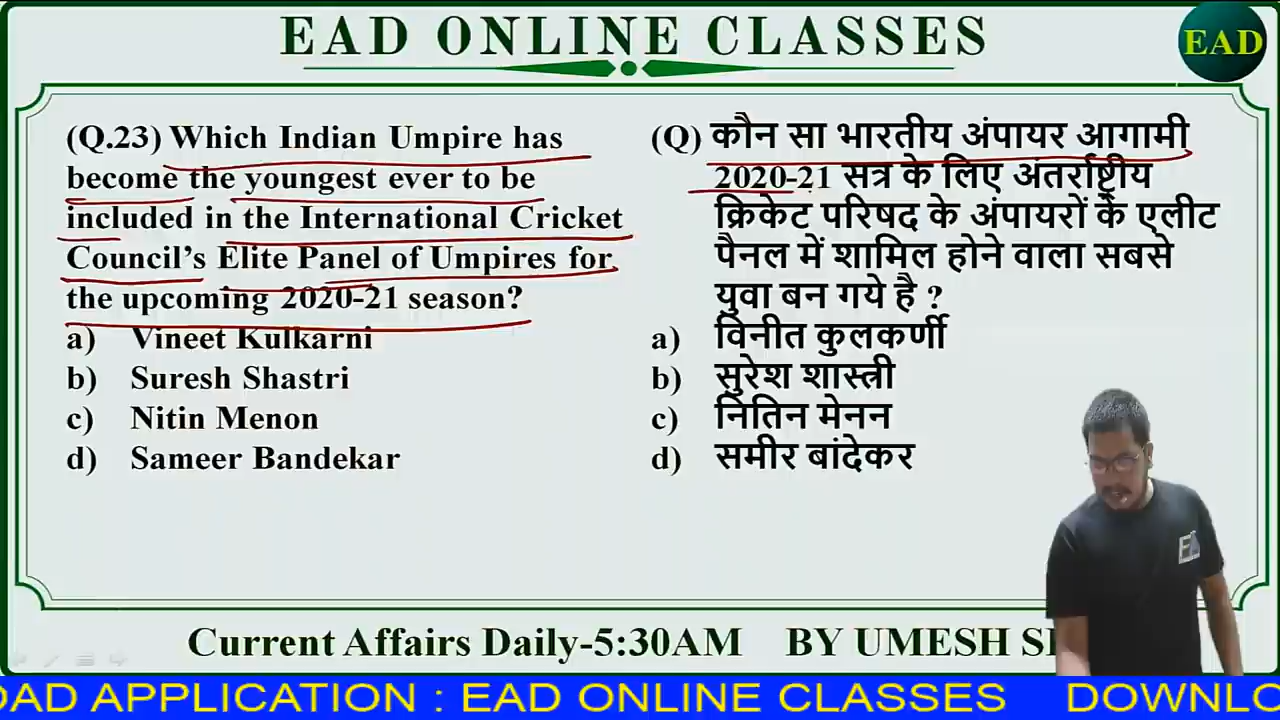 EAD ONLINE CLASSES
EAD
(Q.23) Which Indian Umpire has
become the youngest ever to be
included in the International Cricket
Council's Elite Panel of Umpires for
the upcoming 2020-21 season?
a) Vineet Kulkarni
b) Suresh Shastri
c) Nitin Menon
d) Sameer Bandekar
(Q) कौन सा भारतीय अंपायर आगामी
2020-21 सत्र के लिए अंतर्राष्ट्रीय
क्रिकेट परिषद के अंपायरों के एलीट
पैनल में शामिल होने वाला सबसे
युवा बन गये है ?
a) विनीत कुलकर्णी
b) सुरेश शास्त्री
c) नितिन मेनन
d) समीर बांदेकर
Current Affairs Daily-5:30AM BY UMESH
OAD APPLICATION : EAD ONLINE CLASSES DOWNLO